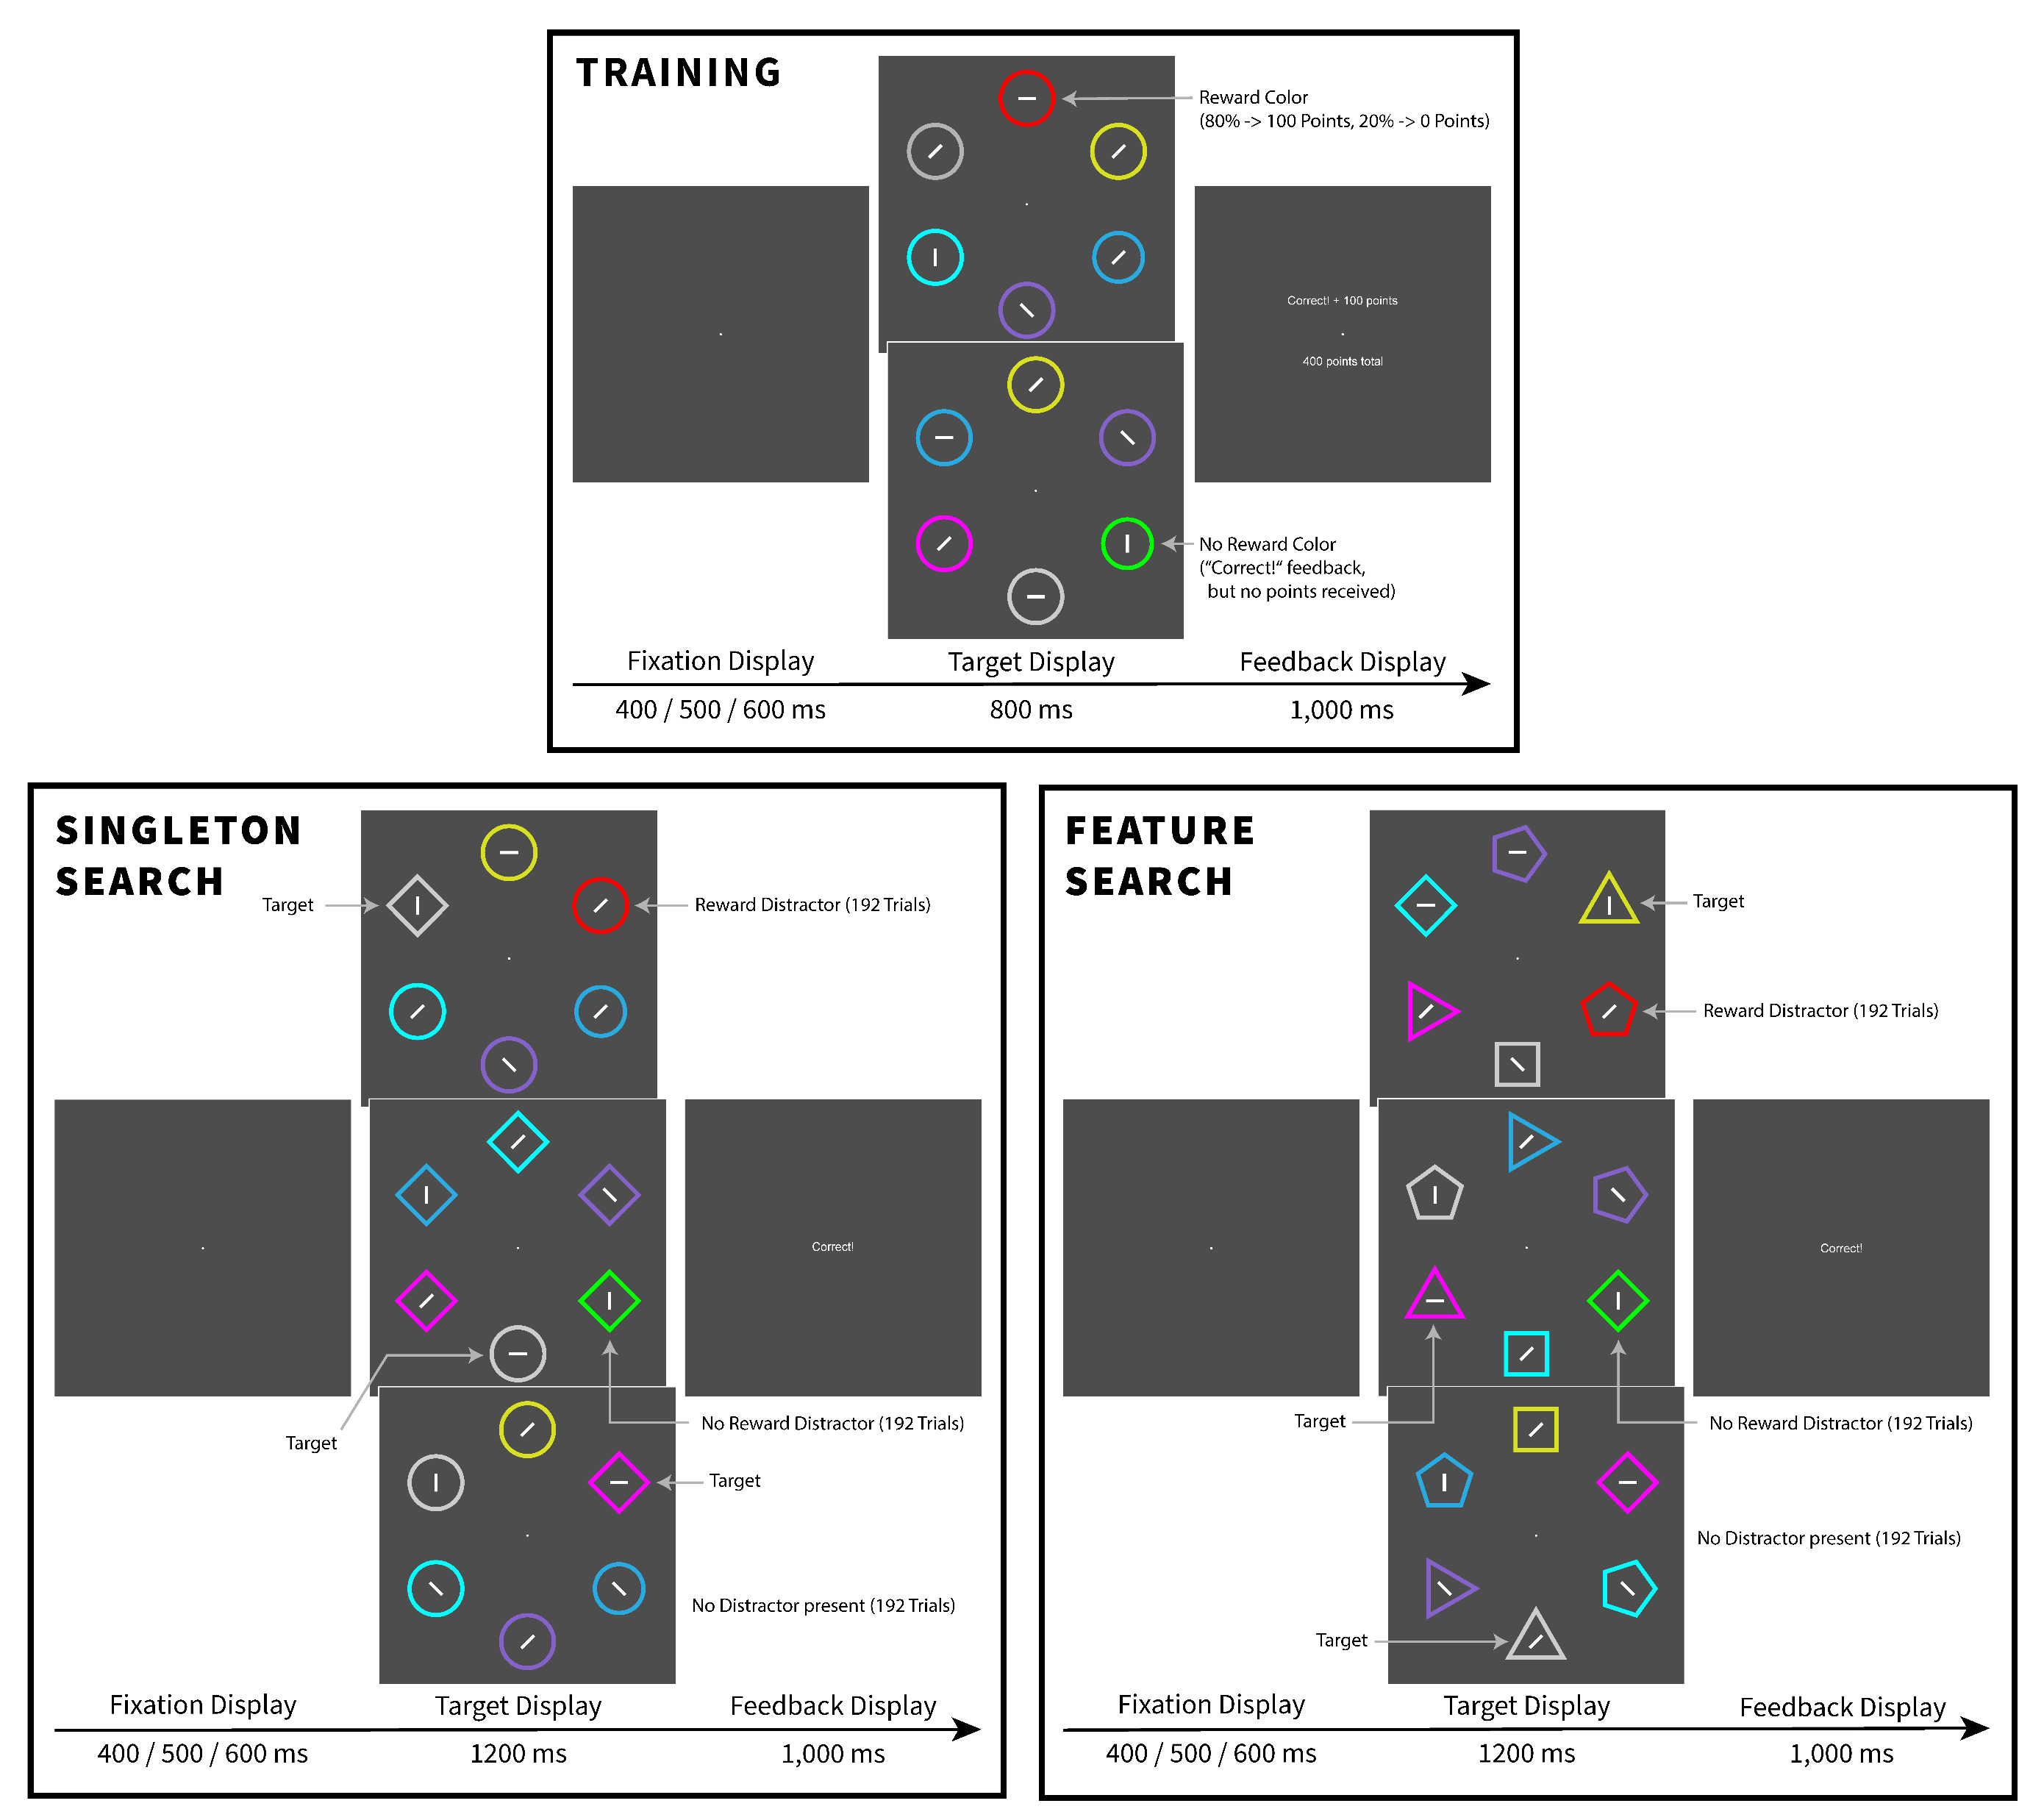 TRAINING
Reward Color
(80% -> 100 Points, 20% -> 0 Points)
Correct! + 100 points
400 points total
No Reward Color
("Correct!" feedback,
but no points received)
Fixation Display
Target Display
Feedback Display
400 / 500 / 600 ms
800 ms
1,000 ms
SINGLETON
SEARCH
Target
Reward Distractor (192 Trials)
Correct!
Target
No Reward Distractor (192 Trials)
Target
No Distractor present (192 Trials)
Fixation Display
Target Display
Feedback Display
400 / 500 / 600 ms
1200 ms
1,000 ms
FEATURE
SEARCH
Target
Reward Distractor (192 Trials)
Correct!
Target
No Reward Distractor (192 Trials)
No Distractor present (192 Trials)
Target
Fixation Display
Target Display
Feedback Display
400 / 500 / 600 ms
1200 ms
1,000 ms